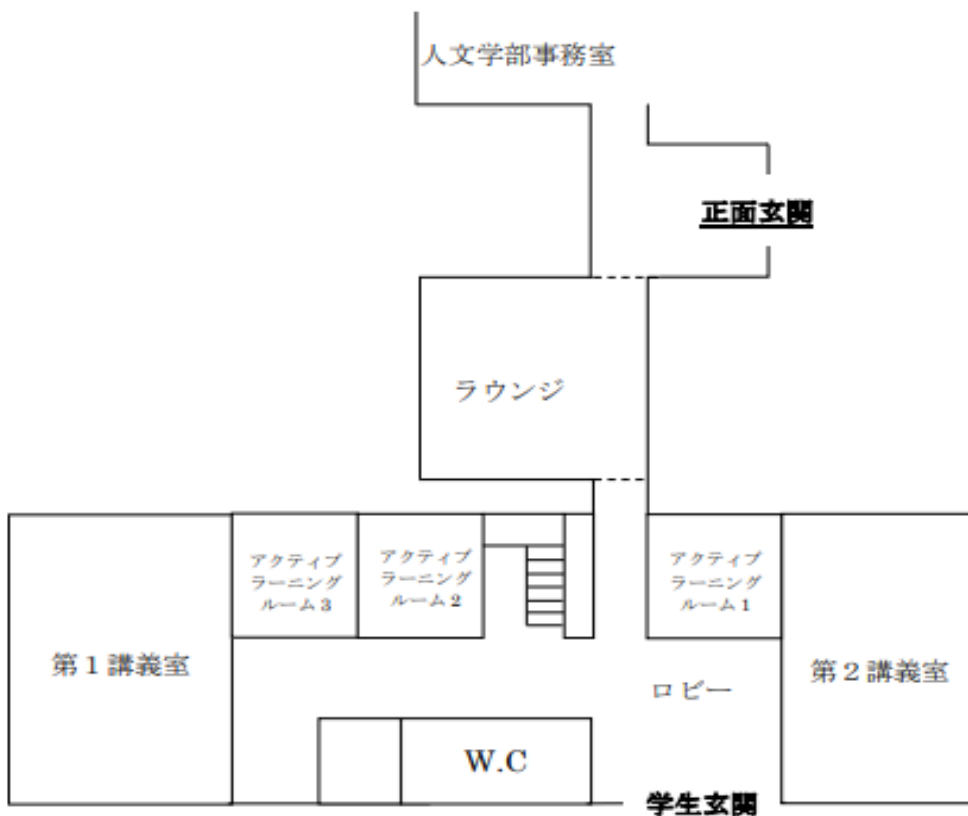 人文学部事務室
正面玄関
ラウンジ
アクティブ
ラーニング
ルーム3
アクティブ
ラーニング
ルーム2
アクティブ
ラーニング
ルーム1
第1講義室
ロビー
第2講義室
W.C
学生玄関